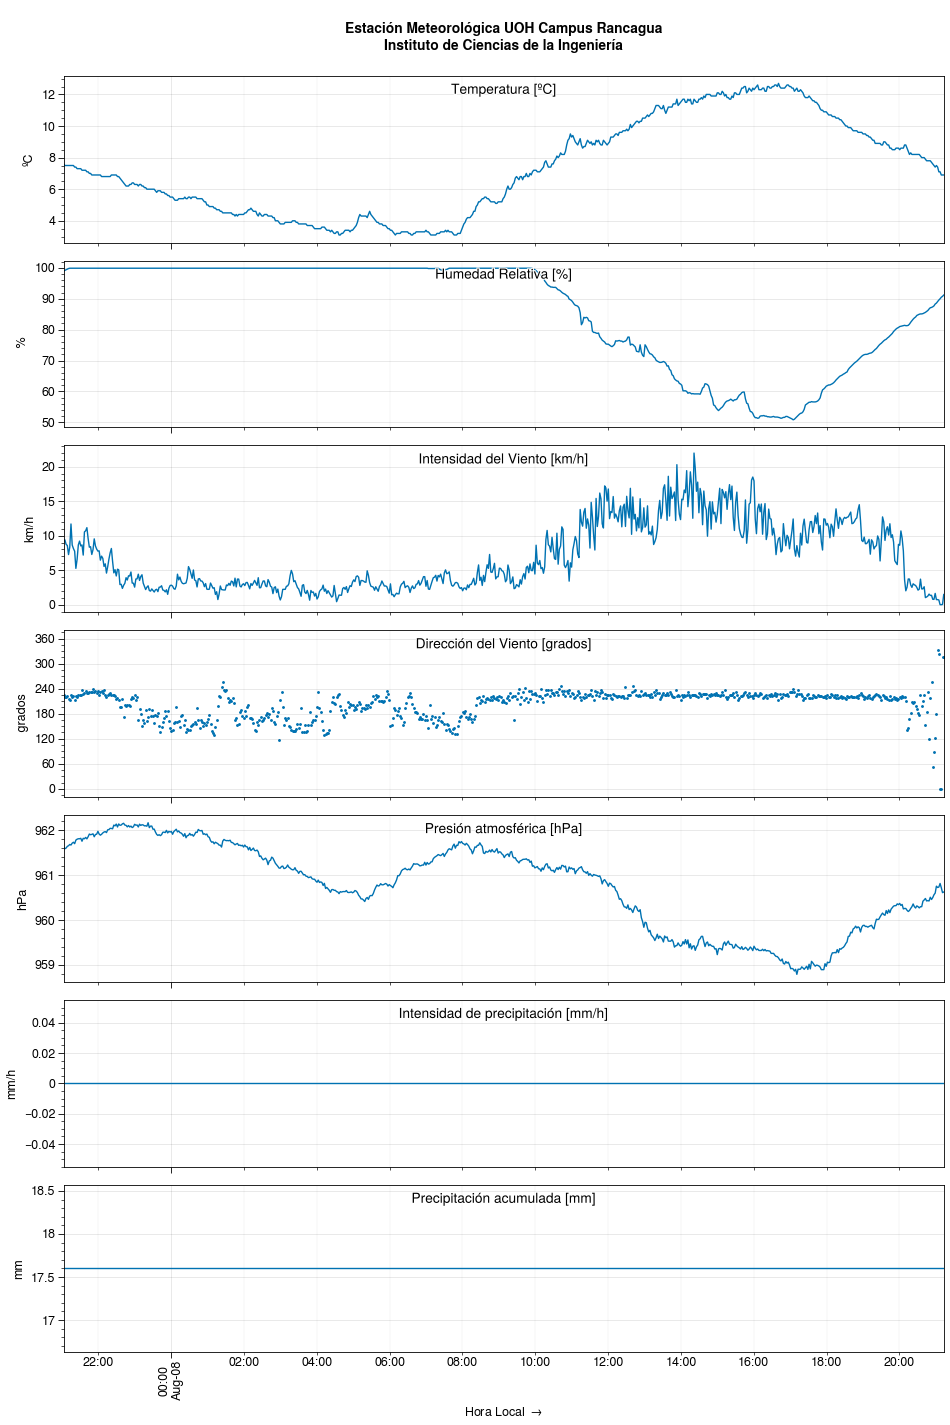 Estación Meteorológica UOH Campus Rancagua
Instituto de Ciencias de la Ingeniería
Temperatura [ºC]
ºC
12
10
8
6
4
Humedad Relativa [%]
%
100
90
80
70
60
50
Intensidad del Viento [km/h]
km/h
20
15
10
5
0
Dirección del Viento [grados]
grados
360
300
240
180
120
60
0
Presión atmosférica [hPa]
hPa
962
961
960
959
Intensidad de precipitación [mm/h]
mm/h
0.04
0.02
0
−0.02
−0.04
Precipitación acumulada [mm]
mm
18.5
18
17.5
17
22:00
00:00
Aug-08
02:00
04:00
06:00
08:00
10:00
12:00
14:00
16:00
18:00
20:00
Hora Local →